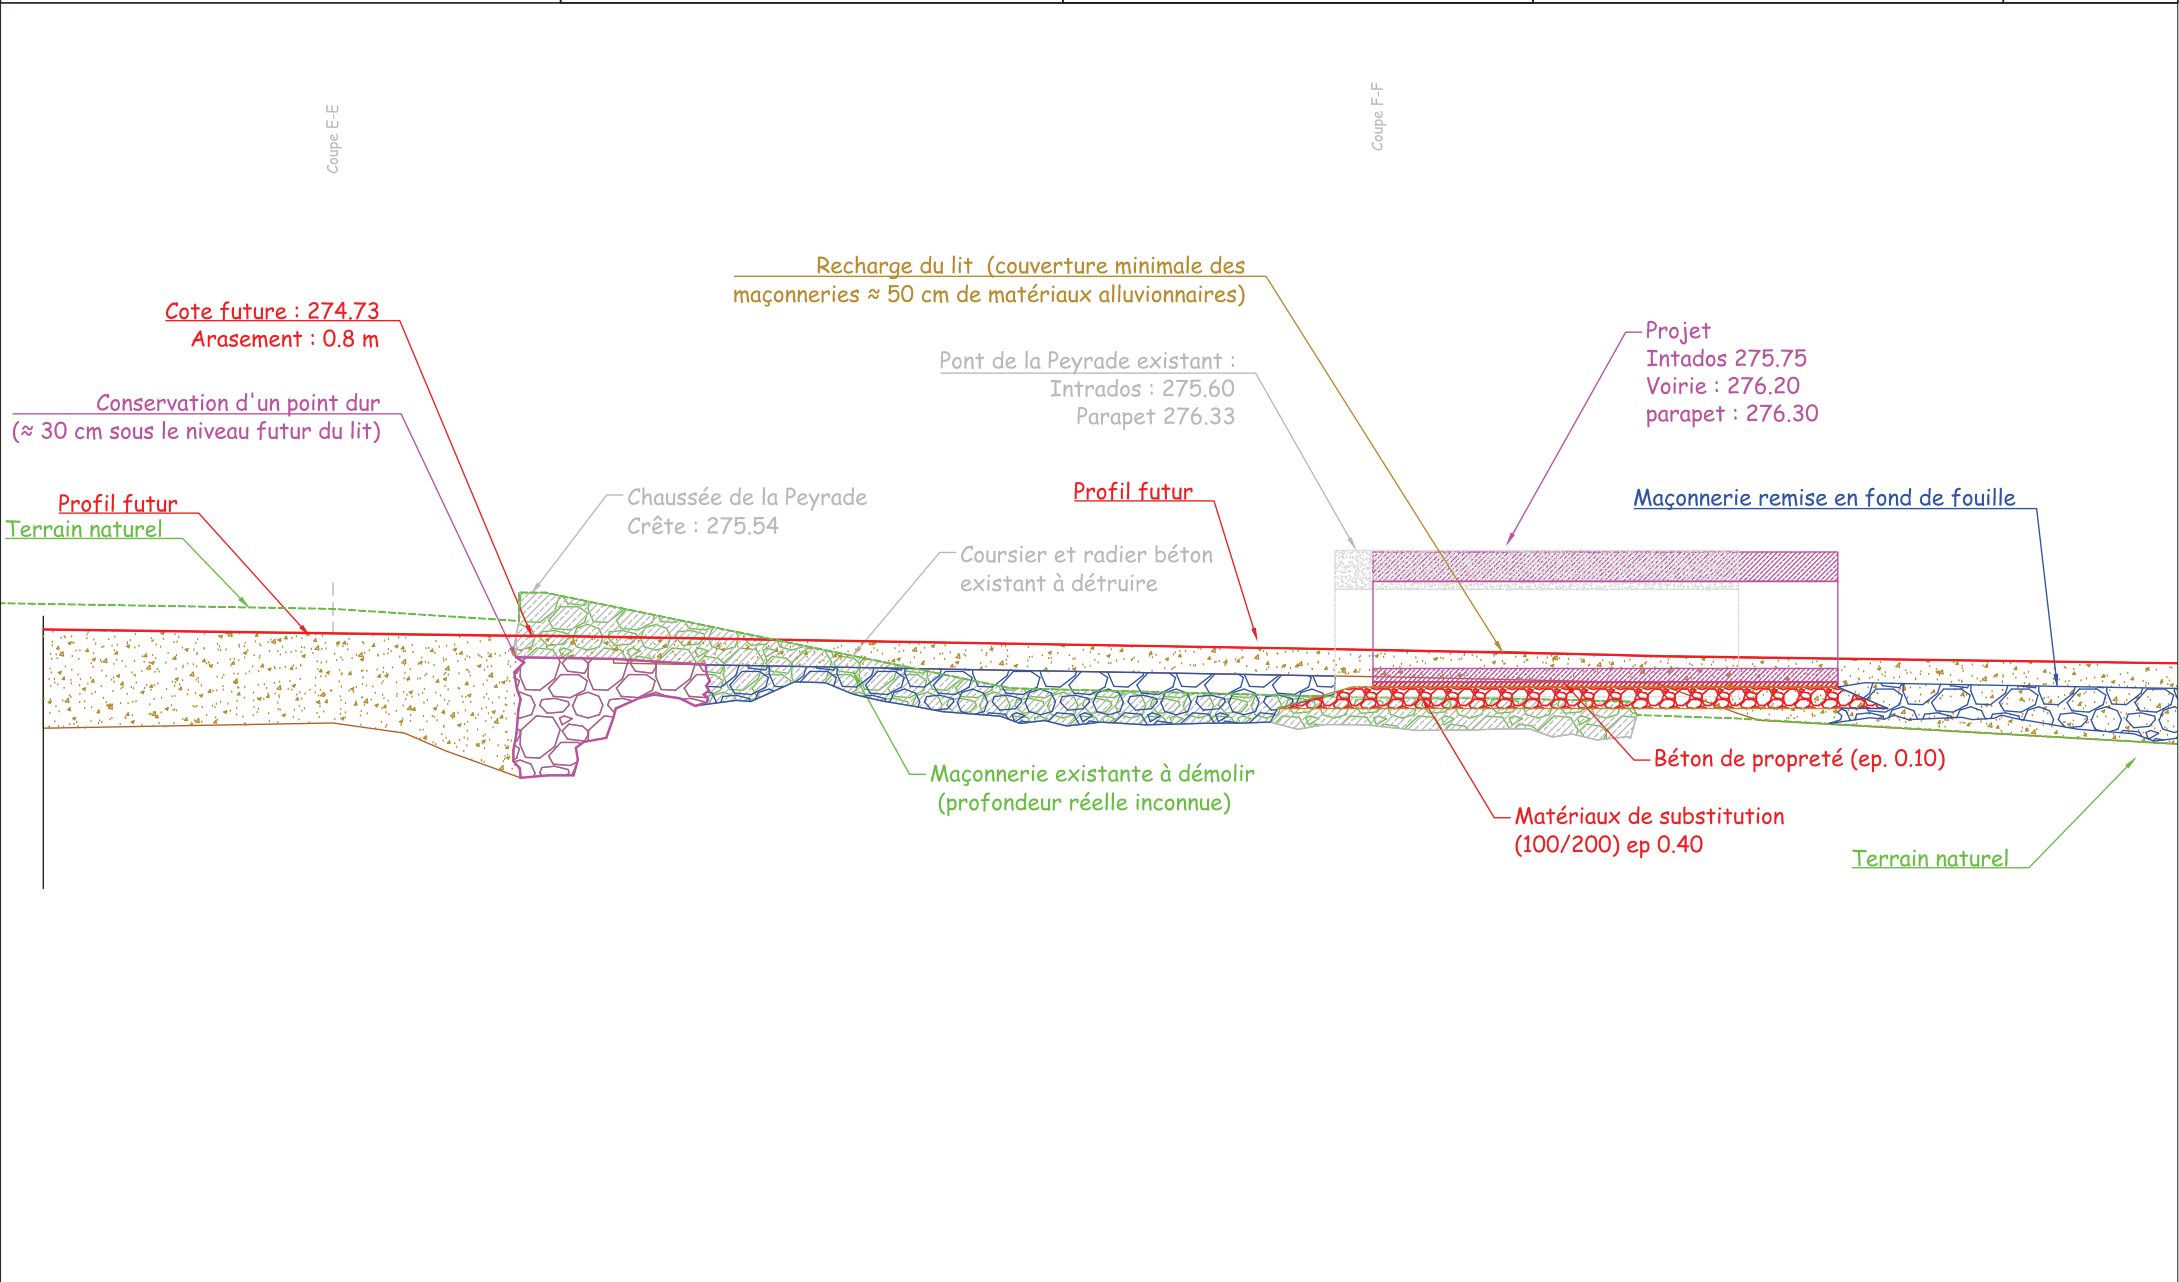 Coupe E-E
Coupe F-F
Recharge du lit  (couverture minimale des
maçonneries ≈ 50 cm de matériaux alluvionnaires)
Cote future : 274.73
Arasement : 0.8 m
Pont de la Peyrade existant :
Intrados : 275.60
Parapet 276.33
Projet
Intados 275.75
Voirie : 276.20
parapet : 276.30
Conservation d'un point dur
(≈ 30 cm sous le niveau futur du lit)
Profil futur
Terrain naturel
Chaussée de la Peyrade
Crête : 275.54
Profil futur
Maçonnerie remise en fond de fouille
Coursier et radier béton
existant à détruire
Maçonnerie existante à démolir
(profondeur réelle inconnue)
Béton de propreté (ep. 0.10)
Matériaux de substitution
(100/200) ep 0.40
Terrain naturel